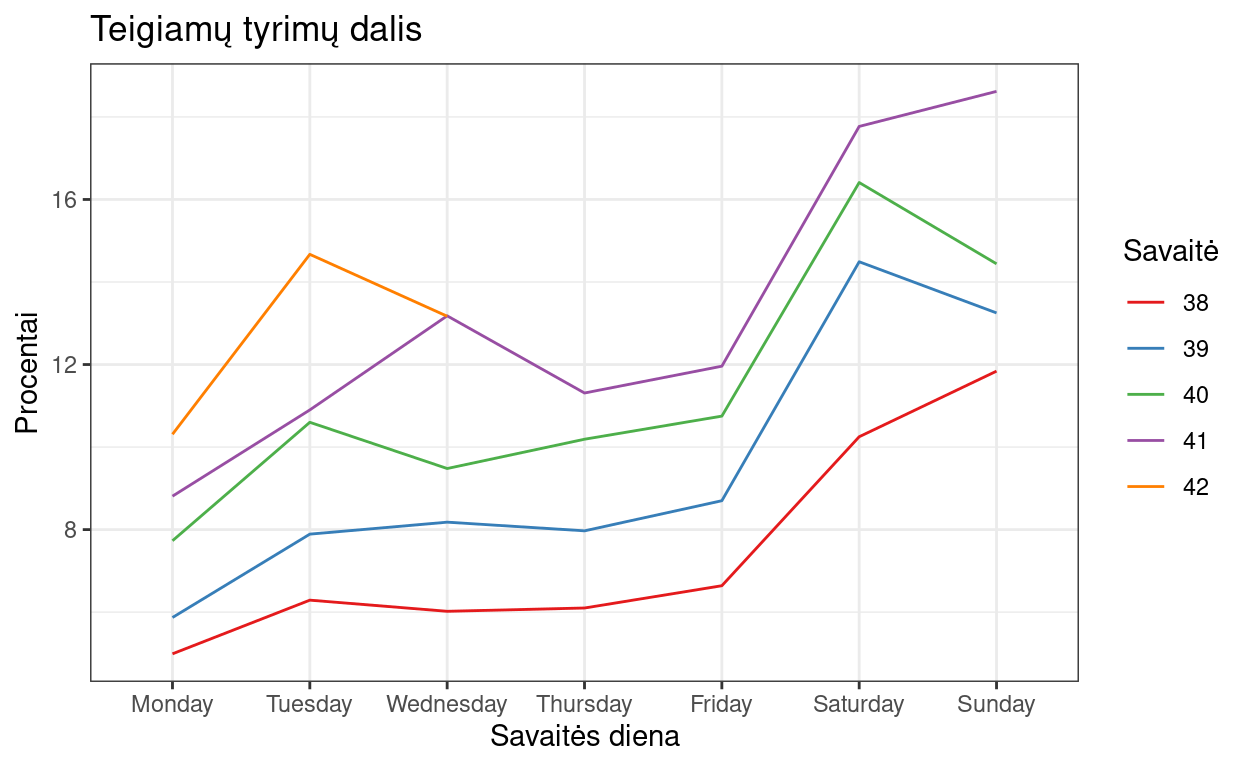 Teigiamų tyrimų dalis
Procentai
16
12
8
Monday Tuesday Wednesday Thursday Friday Saturday Sunday
Savaitės diena
Savaitė
38
39
40
41
42